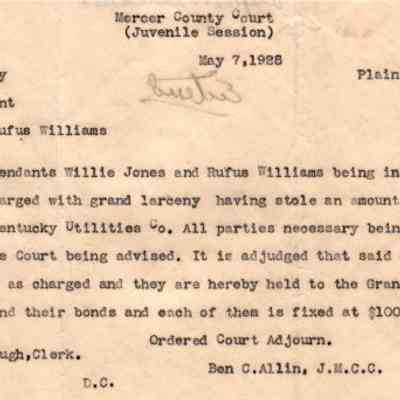 Mercer County Court
(Juvenile Session)
May 7,1928
y Plain
nt
ufus Williams
endants Willie Jones and Rufus Williams being in
arged with grand larceny having stole an amount
entucky Utilities Co. All parties necessary bein
s Court being advised. It is adjudged that said
as charged and they are hereby held to the Gran
nd their bonds and each of them is fixed at $100
Ordered Court Adjourn.
ugh,Clerk.
Ben C.Allin, J.M.C.C.
D.C.